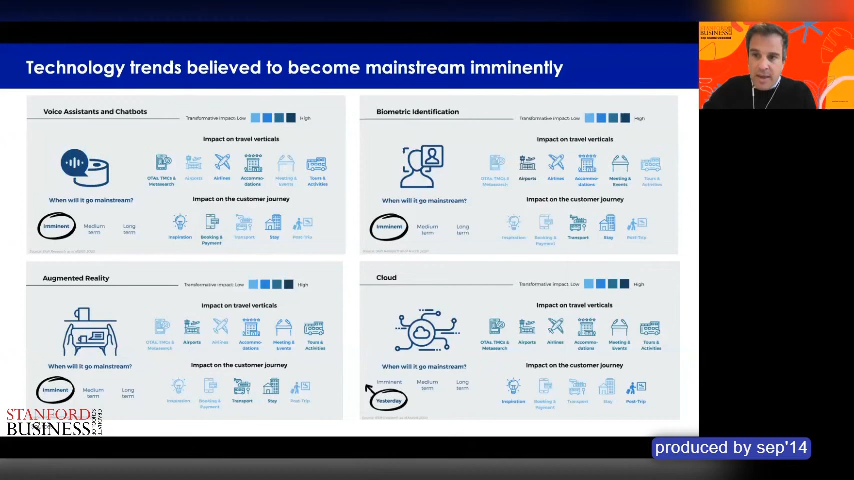 Technology trends believed to become mainstream imminently
Voice Assistants and Chatbots
Transformative Impact: Low High
Impact on travel verticals
OTAs, TMCs & Metasearch
Airports
Airlines
Accommo-dations
Meeting & Events
Tours & Activities
When will it go mainstream?
Imminent
Medium term
Long term
Impact on the customer journey
Inspiration
Booking & Payment
Transport
Stay
Post-Trip
Biometric Identification
Transformative Impact: Low High
Impact on travel verticals
OTAs, TMCs & Metasearch
Airports
Airlines
Accommo-dations
Meeting & Events
Tours & Activities
When will it go mainstream?
Imminent
Medium term
Long term
Impact on the customer journey
Inspiration
Booking & Payment
Transport
Stay
Post-Trip
Augmented Reality
Transformative Impact: Low High
Impact on travel verticals
OTAs, TMCs & Metasearch
Airports
Airlines
Accommo-dations
Meeting & Events
Tours & Activities
When will it go mainstream?
Imminent
Medium term
Long term
Impact on the customer journey
Inspiration
Booking & Payment
Transport
Stay
Post-Trip
Cloud
Transformative Impact: Low High
Impact on travel verticals
OTAs, TMCs & Metasearch
Airports
Airlines
Accommo-dations
Meeting & Events
Tours & Activities
When will it go mainstream?
Imminent
Medium term
Long term
Yesterday
Impact on the customer journey
Inspiration
Booking & Payment
Transport
Stay
Post-Trip
STANFORD
BUSINESS
STANFORD
BUSINESS
produced by sep'14